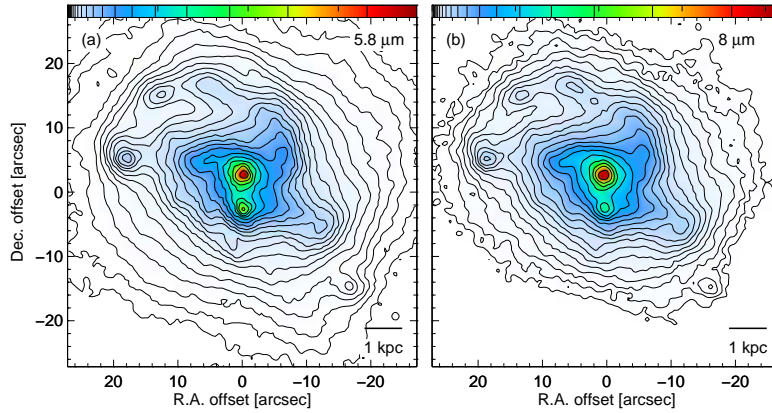 (a) 5.8 µm (b) 8 µm
20
10
0
−10
−20
Dec. offset [arcsec]
1 kpc 1 kpc
20 10 0 −10 −20 20 10 0 −10 −20
R.A. offset [arcsec] R.A. offset [arcsec]